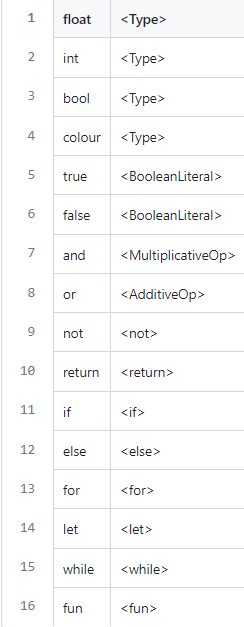 1 float <Type>
2 int <Type>
3 bool <Type>
4 colour <Type>
5 true <BooleanLiteral>
6 false <BooleanLiteral>
7 and <MultiplicativeOp>
8 or <AdditiveOp>
9 not <not>
10 return <return>
11 if <if>
12 else <else>
13 for <for>
14 let <let>
15 while <while>
16 fun <fun>